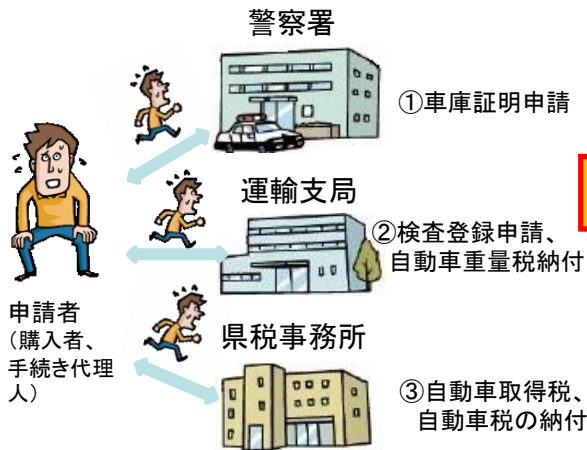 警察署
①車庫証明申請
運輸支局
②検査登録申請、
自動車重量税納付
申請者
（購入者、
手続き代理
人）
県税事務所
③自動車取得税、
自動車税の納付